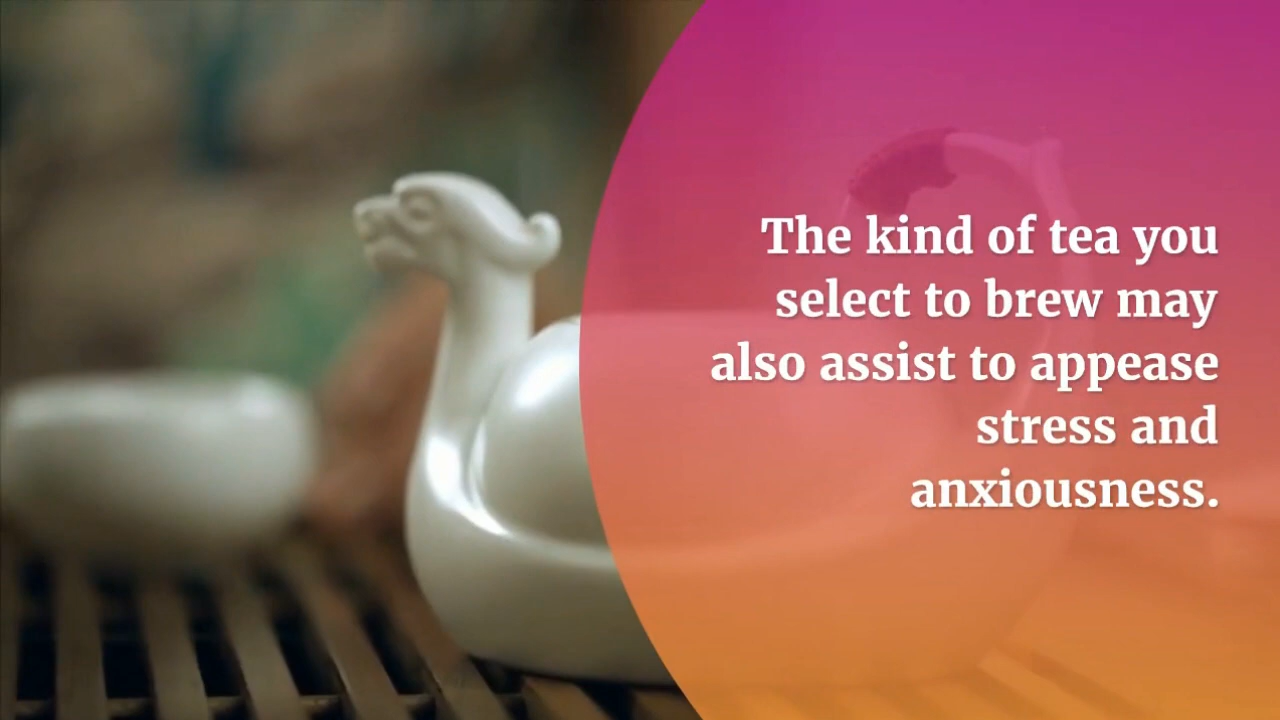 The kind of tea you
select to brew may
also assist to appease
stress and
anxiousness.